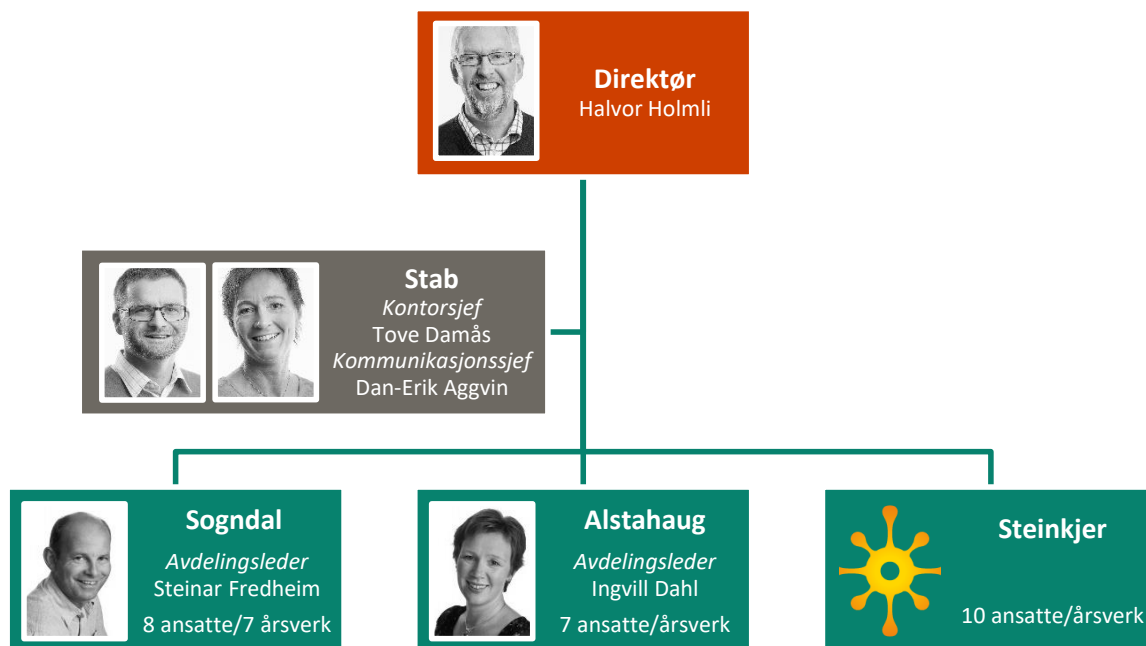 Direktør
Halvor Holmli
Stab
Kontorsjef
Tove Damås
Kommunikasjonssjef
Dan-Erik Aggvin
Sogndal
Avdelingsleder
Steinar Fredheim
8 ansatte/7 årsverk
Alstahaug
Avdelingsleder
Ingvill Dahl
7 ansatte/årsverk
Steinkjer
10 ansatte/årsverk